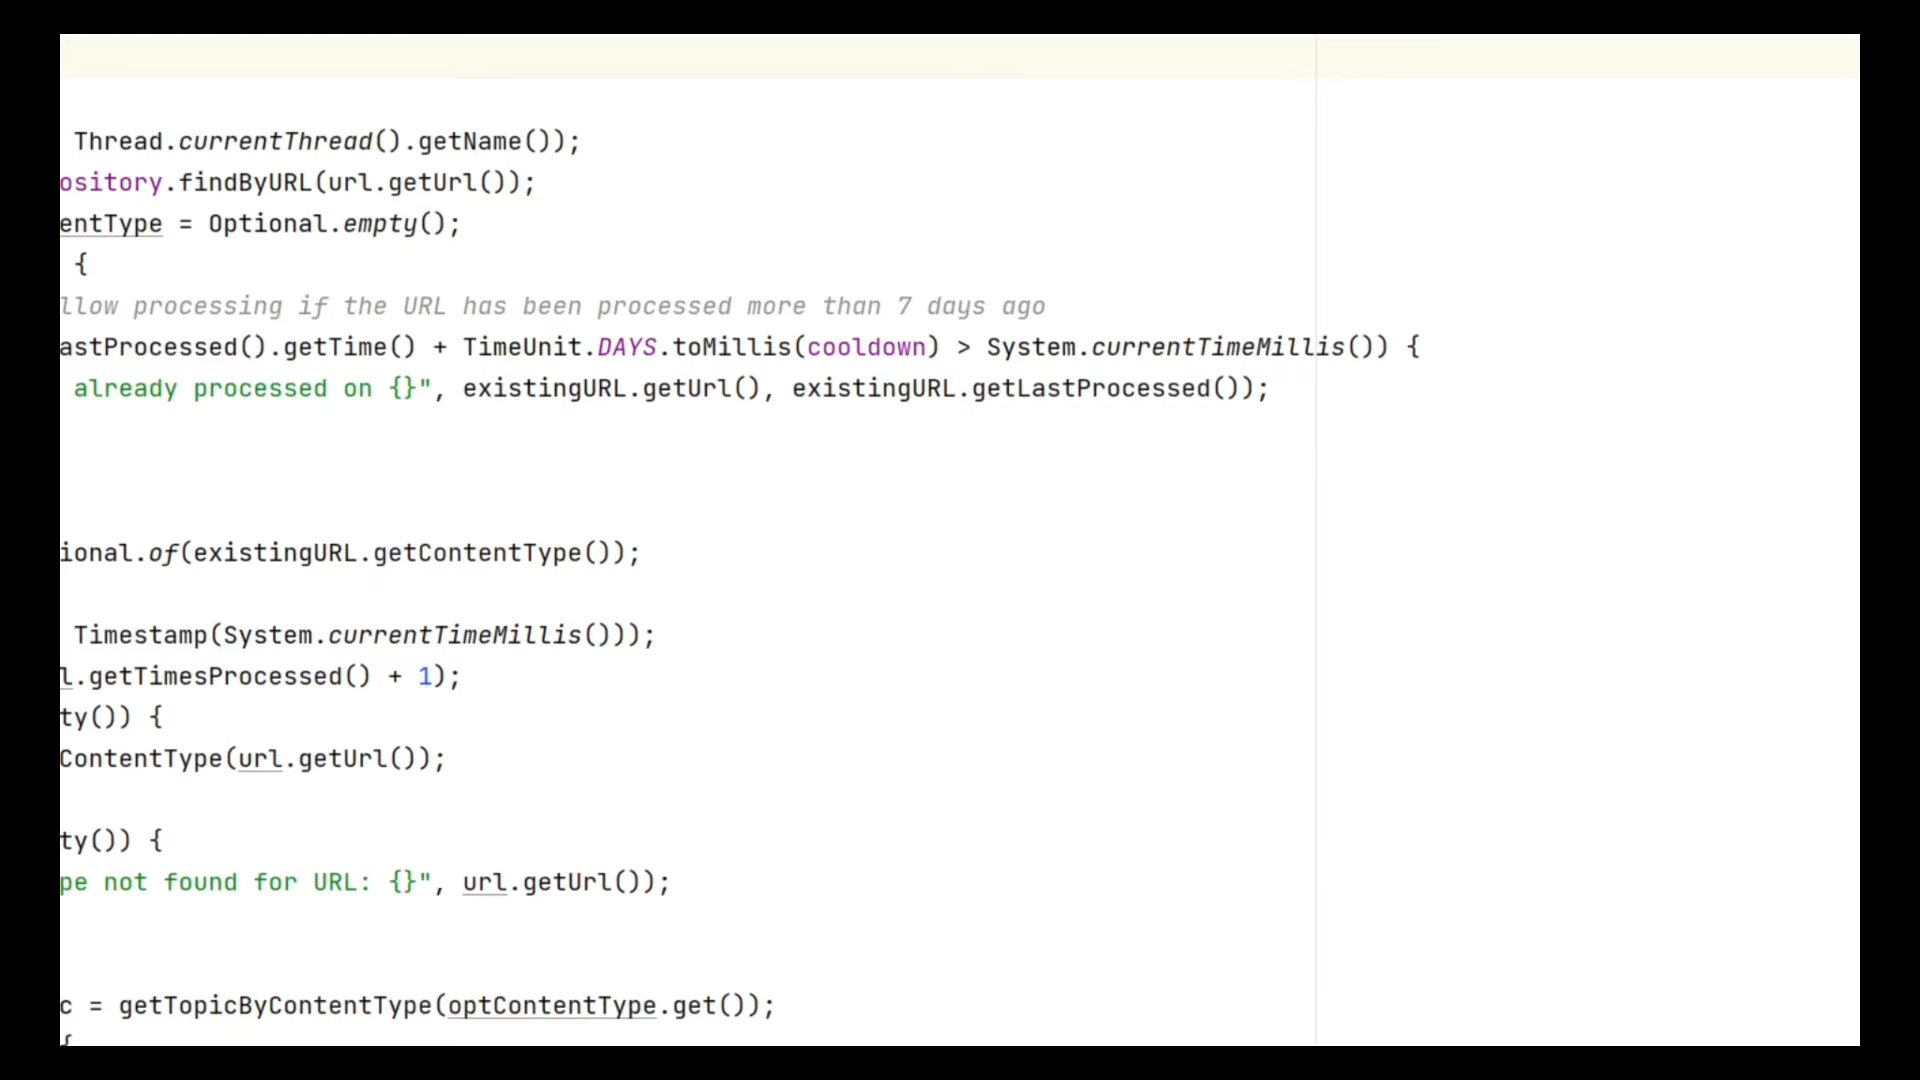 Thread.currentThread().getName());
ository.findByURL(url.getUrl());
entType = Optional.empty();
{
llow processing if the URL has been processed more than 7 days ago
astProcessed().getTime() + TimeUnit.DAYS.toMillis(cooldown) > System.currentTimeMillis()) {
already processed on {}", existingURL.getUrl(), existingURL.getLastProcessed());
ional.of(existingURL.getContentType());
Timestamp(System.currentTimeMillis()));
l.getTimesProcessed() + 1);
ty()) {
ContentType(url.getUrl());
ty()) {
pe not found for URL: {}", url.getUrl());
c = getTopicByContentType(optContentType.get());
{